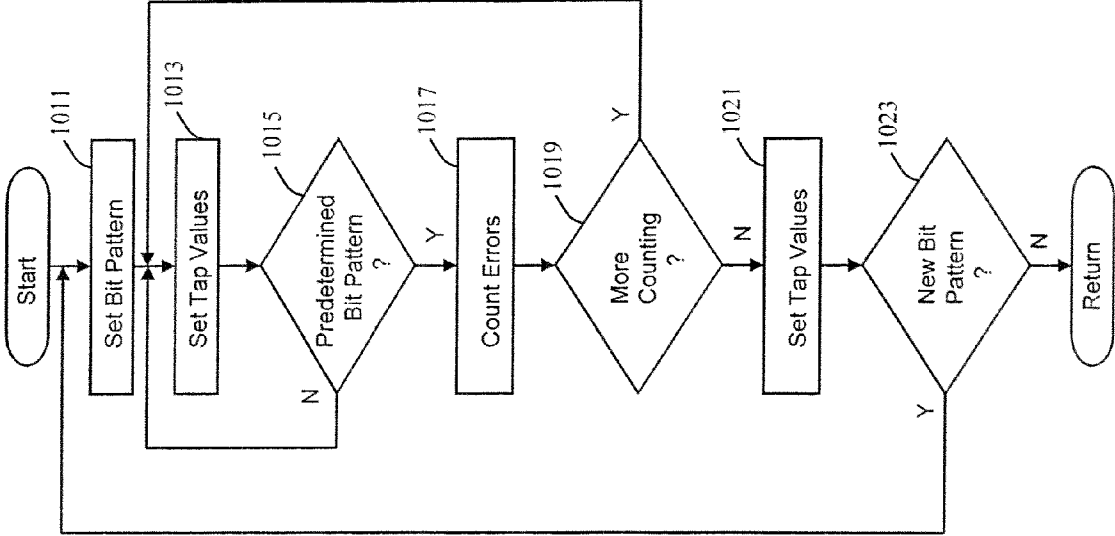 Start
1011
Set Bit Pattern
1013
Set Tap Values
1015
Predetermined
Bit Pattern
?
N
Y
1017
Count Errors
1019
More
Counting
?
Y
N
1021
Set Tap Values
1023
New Bit
Pattern
?
Y
N
Return